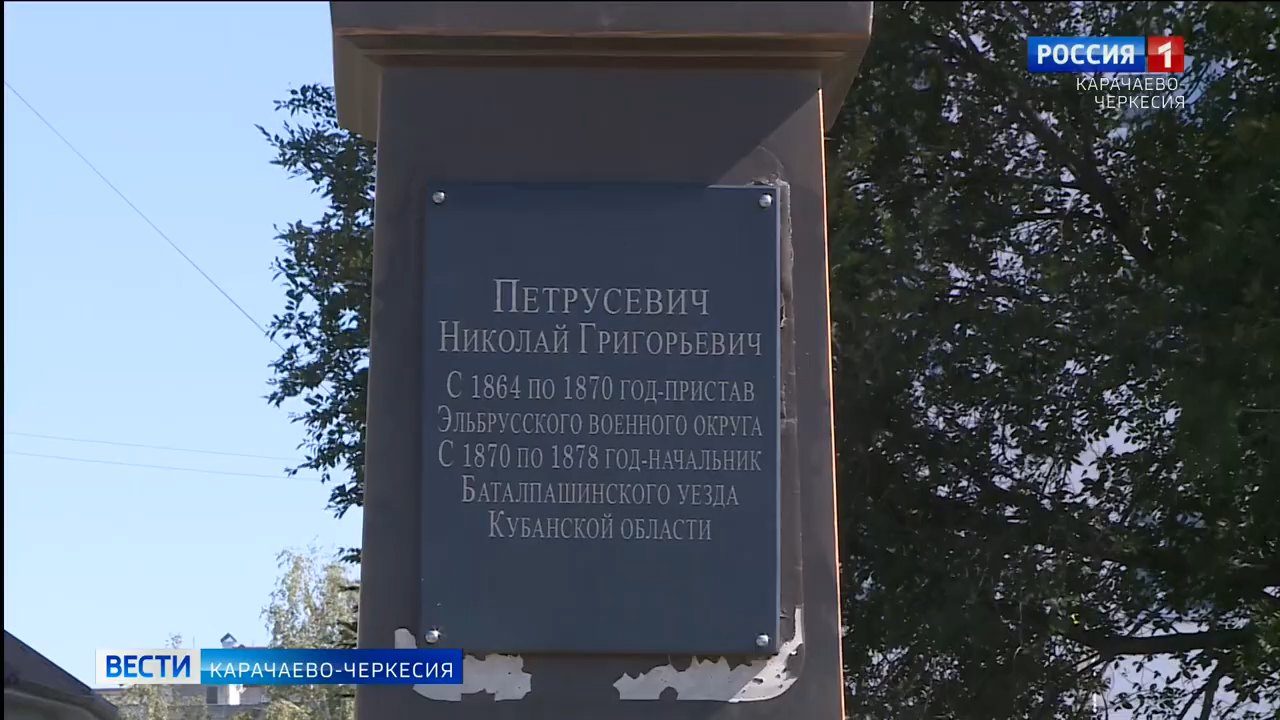 РОССИЯ 1
КАРАЧАЕВО-
ЧЕРКЕСИЯ
ПЕТРУСЕВИЧ
НИКОЛАЙ ГРИГОРЬЕВИЧ
С 1864 ПО 1870 ГОД-ПРИСТАВ
ЭЛЬБРУССКОГО ВОЕННОГО ОКРУГА
С 1870 ПО 1878 ГОД-НАЧАЛЬНИК
БАТАЛПАШИНСКОГО УЕЗДА
КУБАНСКОЙ ОБЛАСТИ
ВЕСТИ КАРАЧАЕВО-ЧЕРКЕСИЯ